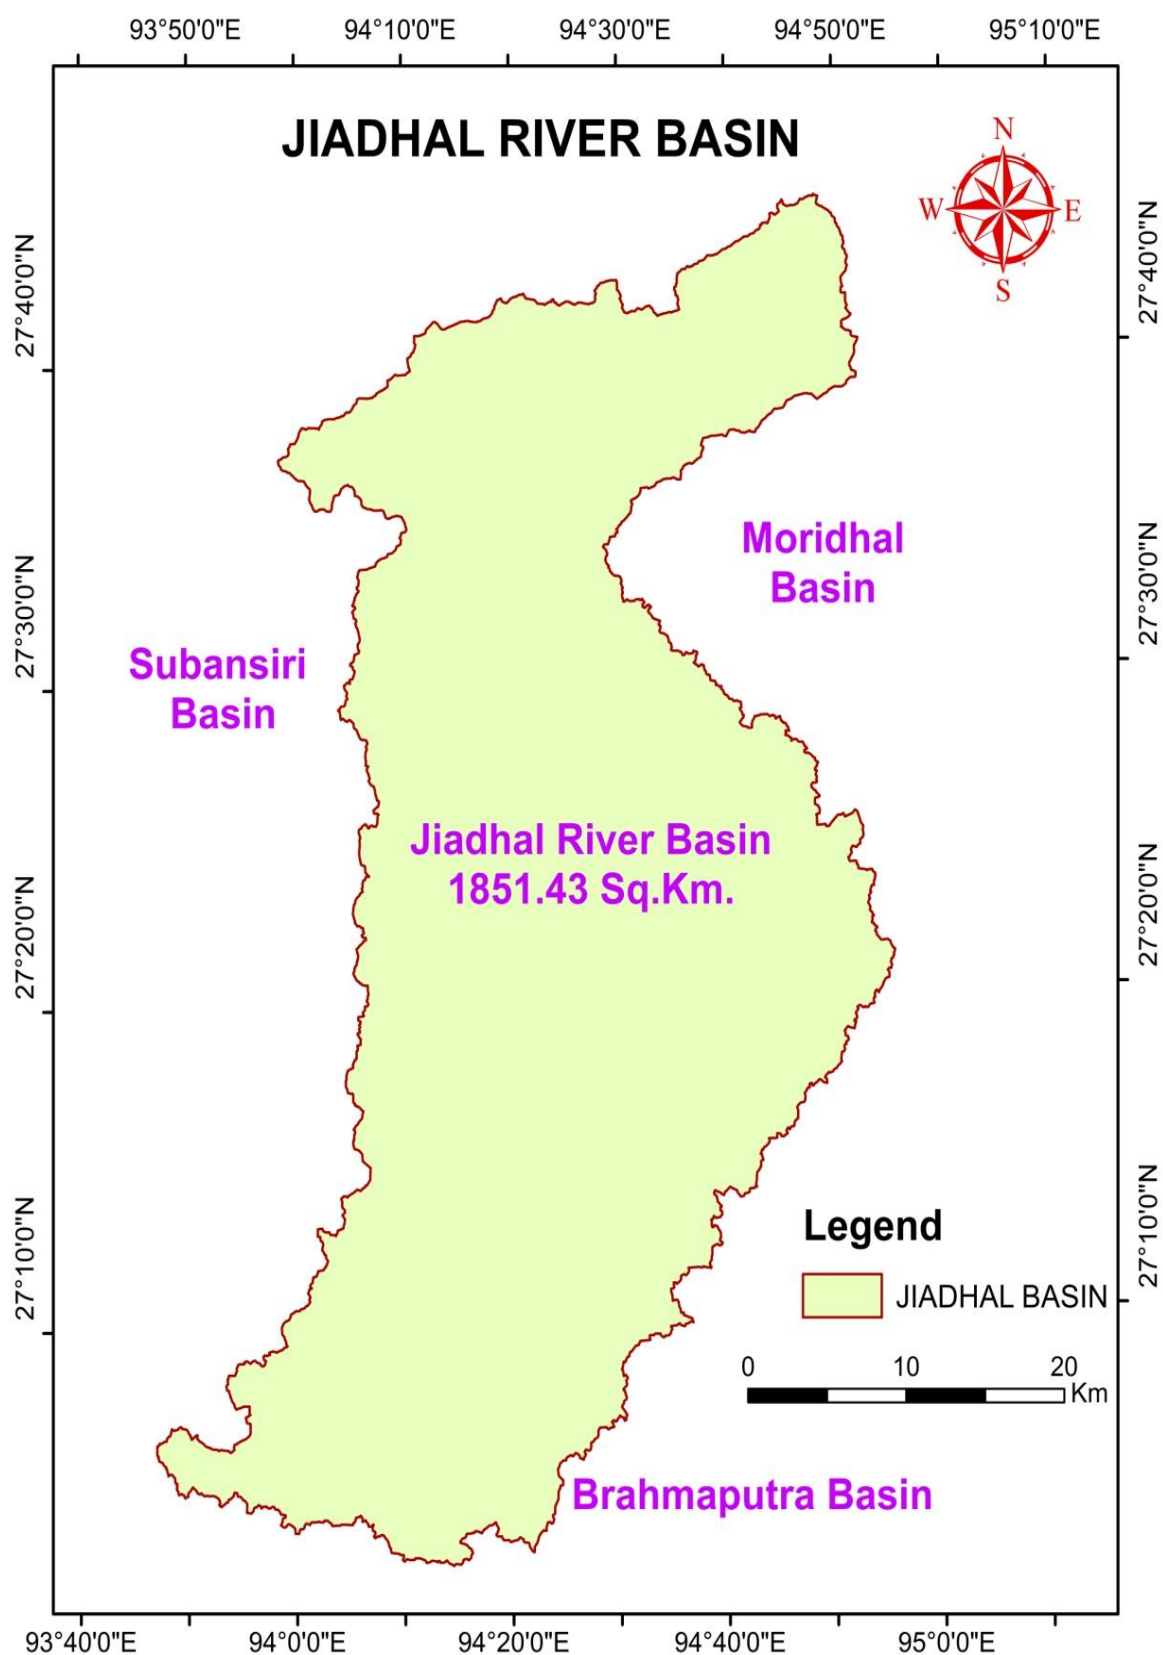 93°50'0"E 94°10'0"E 94°30'0"E 94°50'0"E 95°10'0"E
JIADHAL RIVER BASIN
N
W E
S
27°40'0"N
27°40'0"N
Moridhal
Basin
27°30'0"N
27°30'0"N
Subansiri
Basin
Jiadhal River Basin
1851.43 Sq.Km.
27°20'0"N
27°20'0"N
27°10'0"N
27°10'0"N
Legend
JIADHAL BASIN
0 10 20
Km
Brahmaputra Basin
93°40'0"E 94°0'0"E 94°20'0"E 94°40'0"E 95°0'0"E